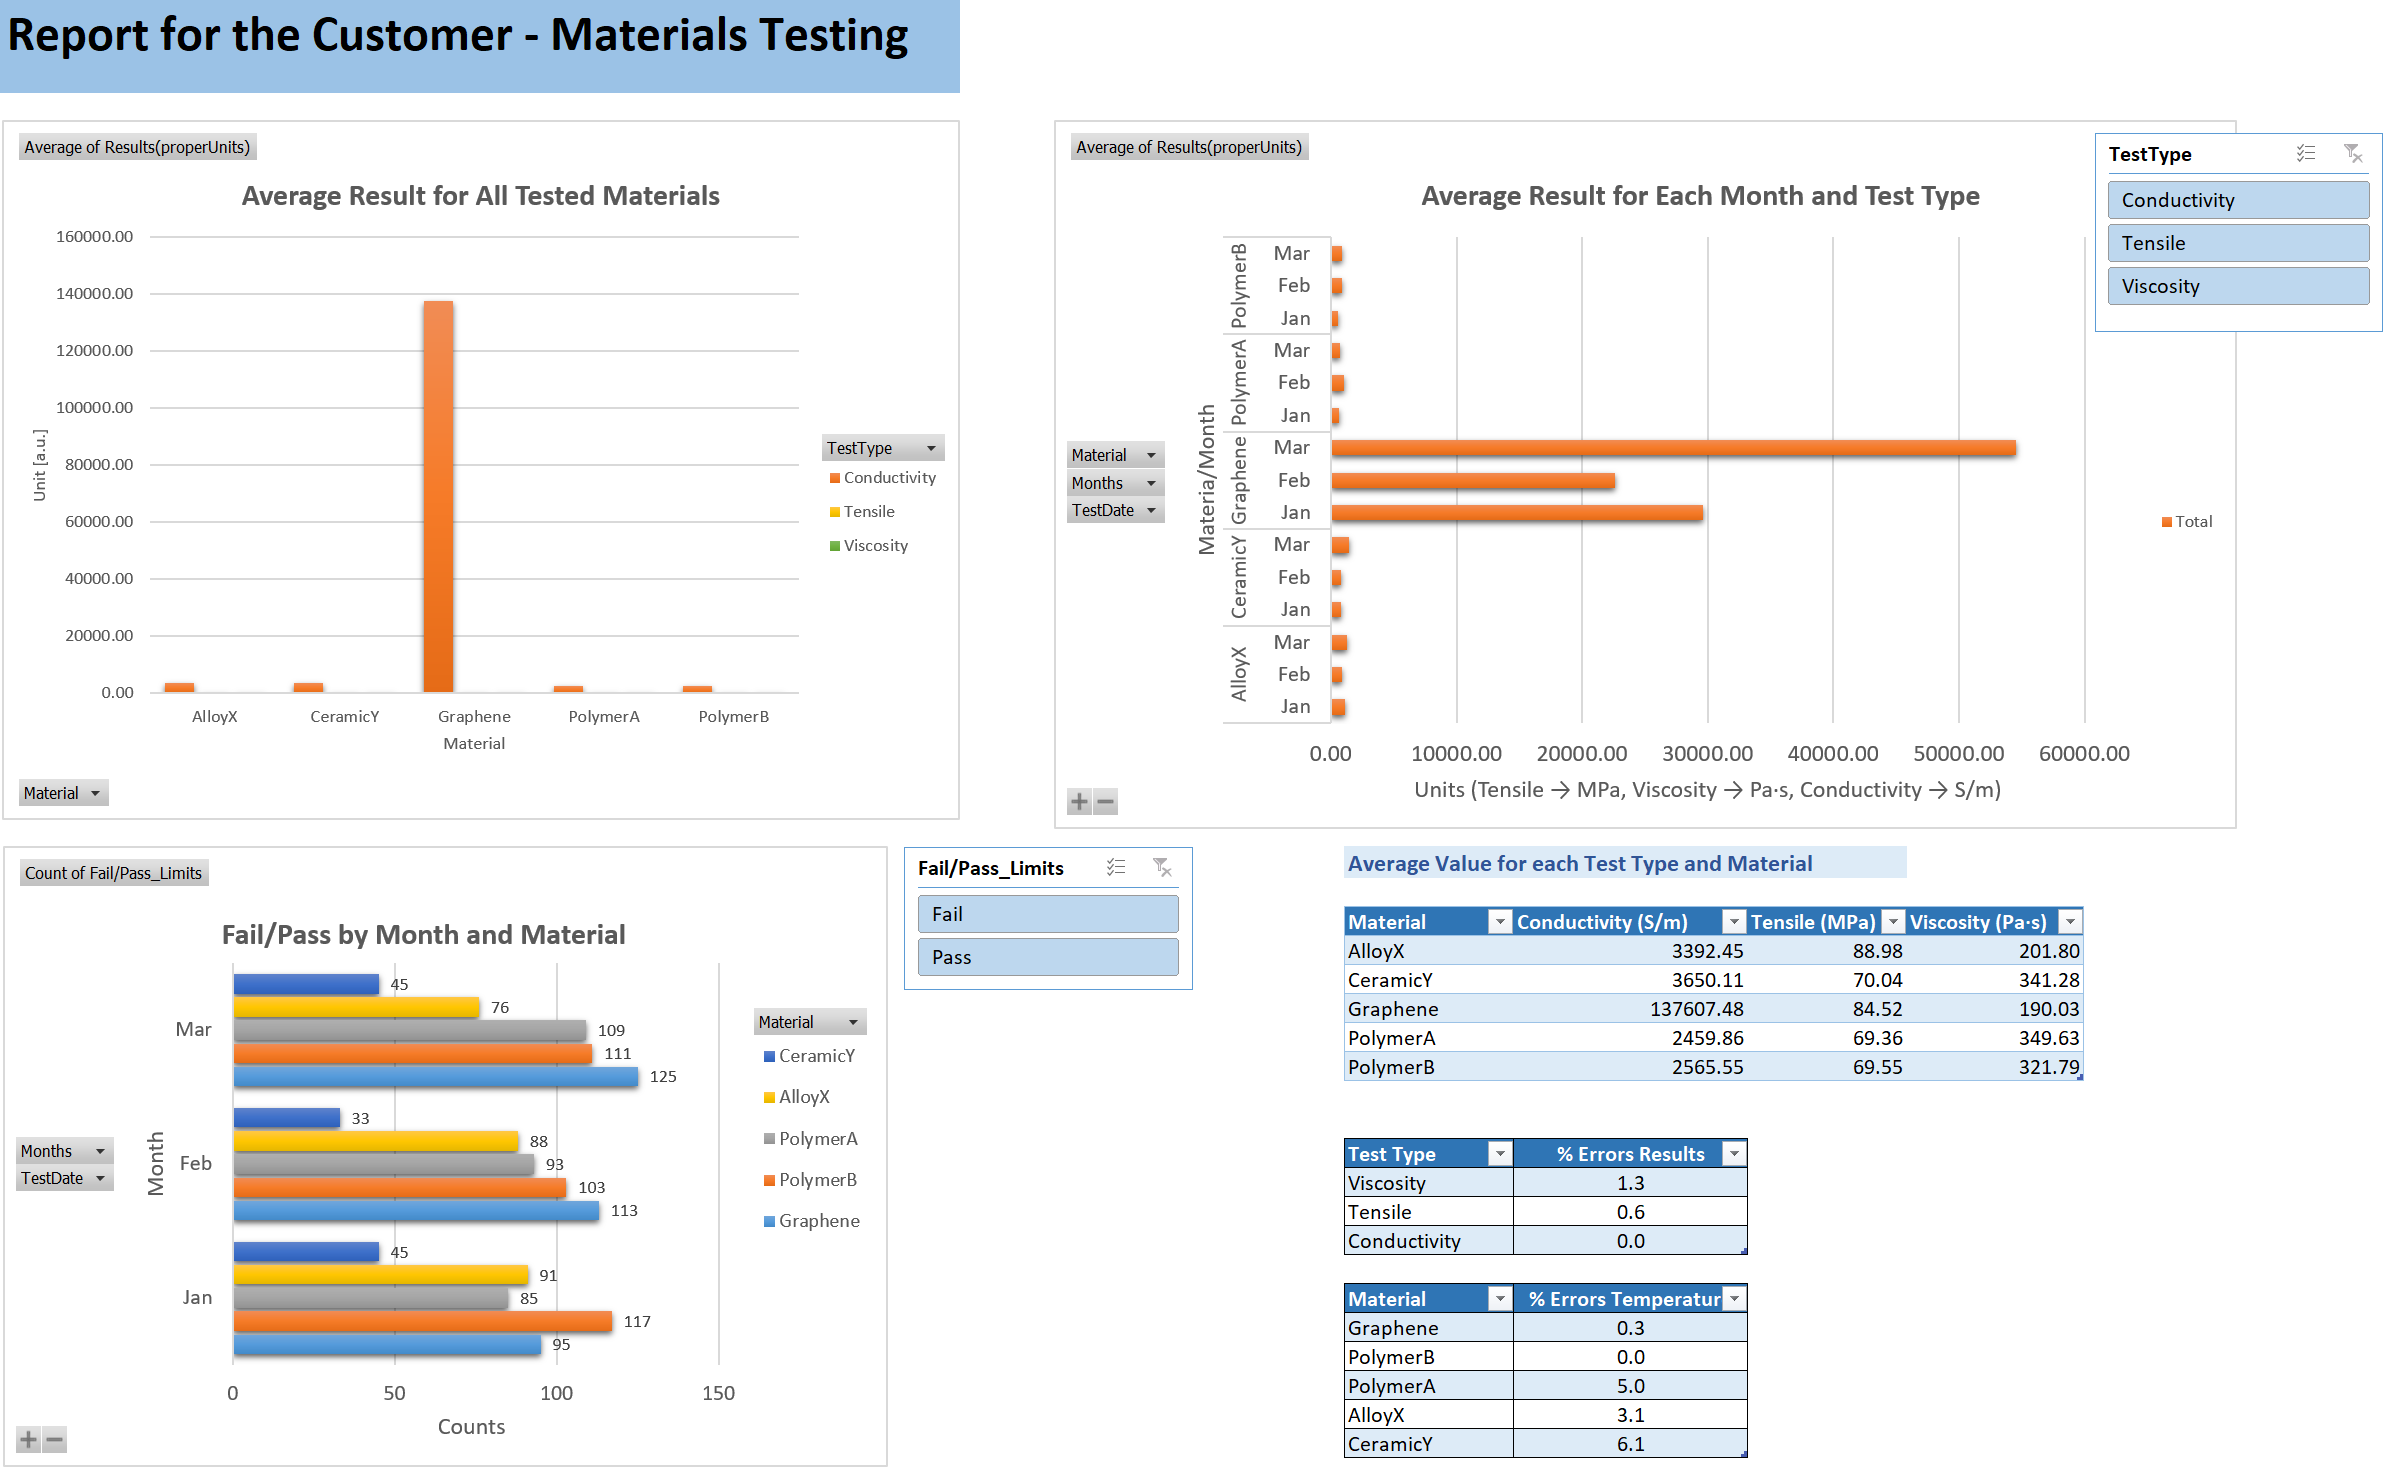 Report for the Customer - Materials Testing
Average of Results(properUnits)
Average Result for All Tested Materials
160000.00
140000.00
120000.00
100000.00
80000.00
60000.00
40000.00
20000.00
0.00
Unit [a.u.]
AlloyX CeramicY Graphene PolymerA PolymerB
Material
TestType
Conductivity
Tensile
Viscosity
Material
Average of Results(properUnits)
Average Result for Each Month and Test Type
Material
Months
TestDate
Materia/Month
PolymerB
Mar
Feb
Jan
PolymerA
Mar
Feb
Jan
Graphene
Mar
Feb
Jan
CeramicY
Mar
Feb
Jan
AlloyX
Mar
Feb
Jan
0.00 10000.00 20000.00 30000.00 40000.00 50000.00 60000.00
Units (Tensile → MPa, Viscosity → Pa·s, Conductivity → S/m)
Total
TestType
Conductivity
Tensile
Viscosity
Count of Fail/Pass_Limits
Fail/Pass by Month and Material
Months
TestDate
Month
Mar
45
76
109
111
125
Feb
33
88
93
103
113
Jan
45
91
85
117
95
0 50 100 150
Counts
Material
CeramicY
AlloyX
PolymerA
PolymerB
Graphene
Fail/Pass_Limits
Fail
Pass
Average Value for each Test Type and Material
Material Conductivity (S/m) Tensile (MPa) Viscosity (Pa·s)
AlloyX 3392.45 88.98 201.80
CeramicY 3650.11 70.04 341.28
Graphene 137607.48 84.52 190.03
PolymerA 2459.86 69.36 349.63
PolymerB 2565.55 69.55 321.79
Test Type % Errors Results
Viscosity 1.3
Tensile 0.6
Conductivity 0.0
Material % Errors Temperatur
Graphene 0.3
PolymerB 0.0
PolymerA 5.0
AlloyX 3.1
CeramicY 6.1